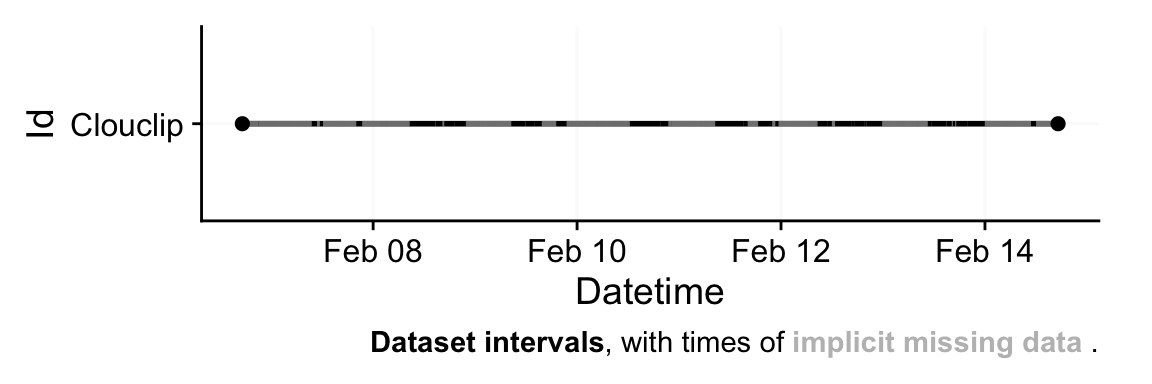 Id
Clouclip
Feb 08
Feb 10
Feb 12
Feb 14
Datetime
Dataset intervals, with times of implicit missing data .